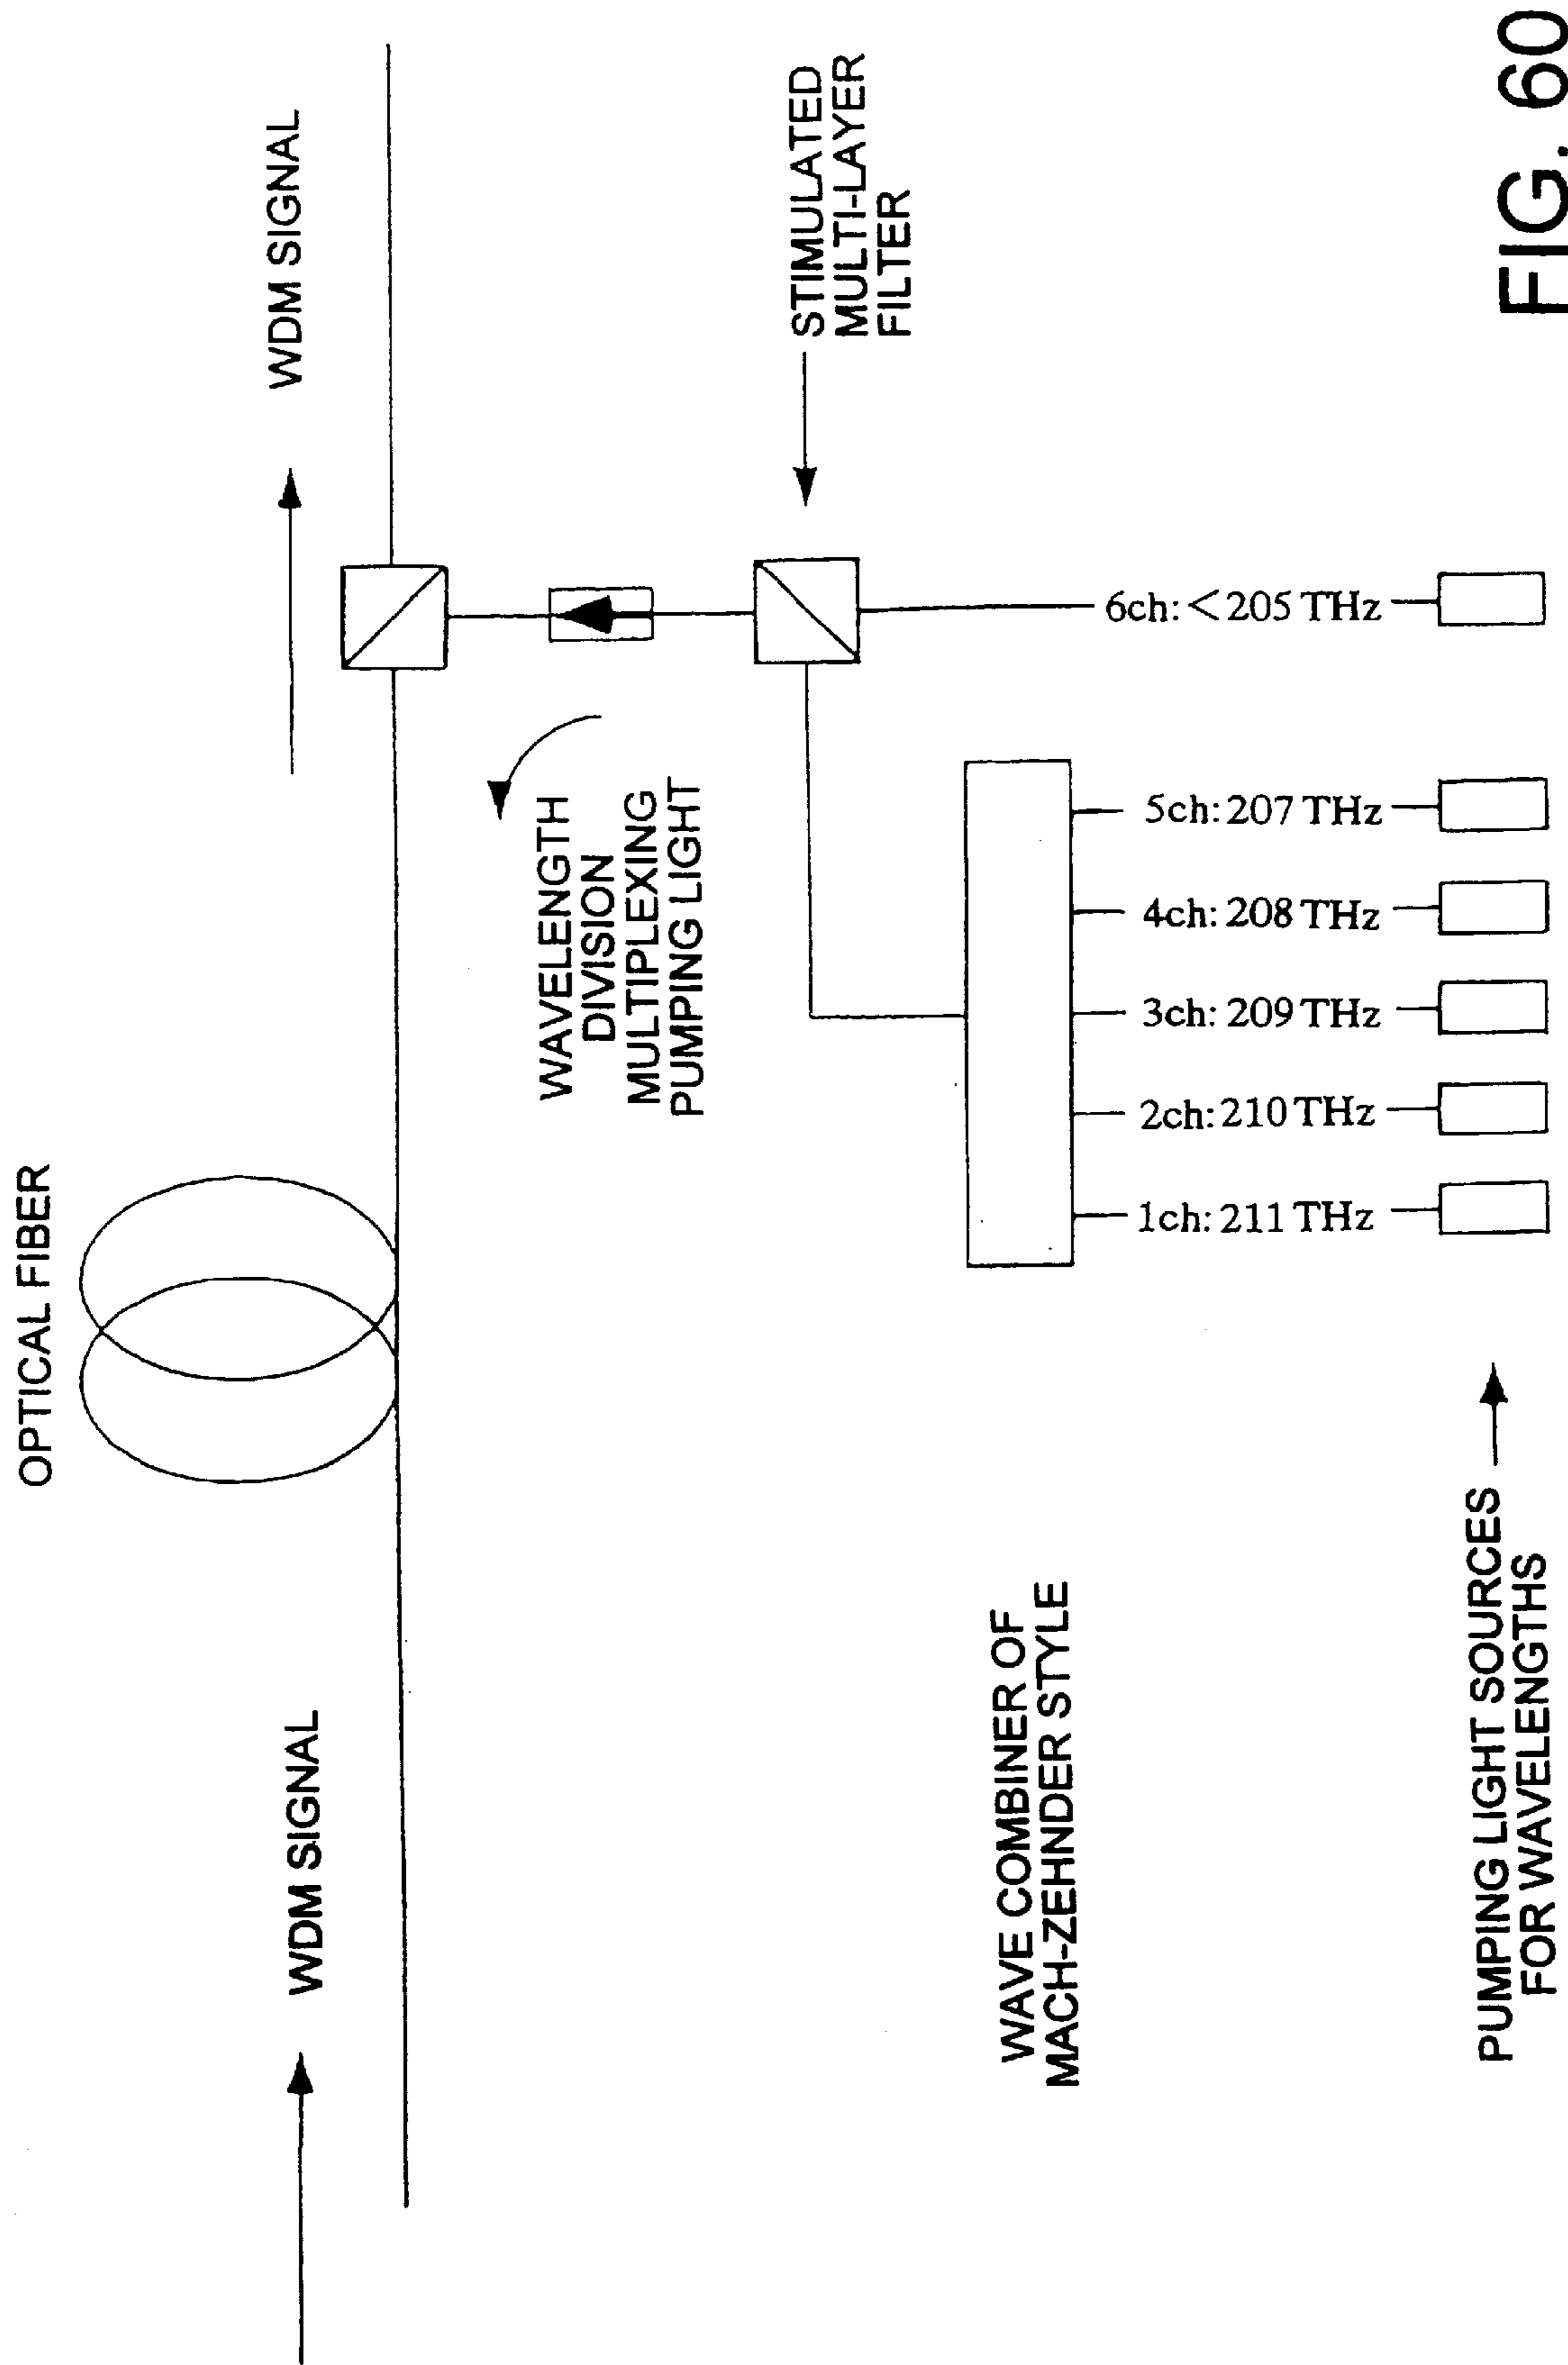 OPTICAL FIBER
WDM SIGNAL
WDM SIGNAL
WAVELENGTH
DIVISION
MULTIPLEXING
PUMPING LIGHT
STIMULATED
MULTI-LAYER
FILTER
WAVE COMBINER OF
MACH-ZEHNDER STYLE
1ch: 211 THz
2ch: 210 THz
3ch: 209 THz
4ch: 208 THz
5ch: 207 THz
6ch: <205 THz
PUMPING LIGHT SOURCES
FOR WAVELENGTHS
FIG. 60